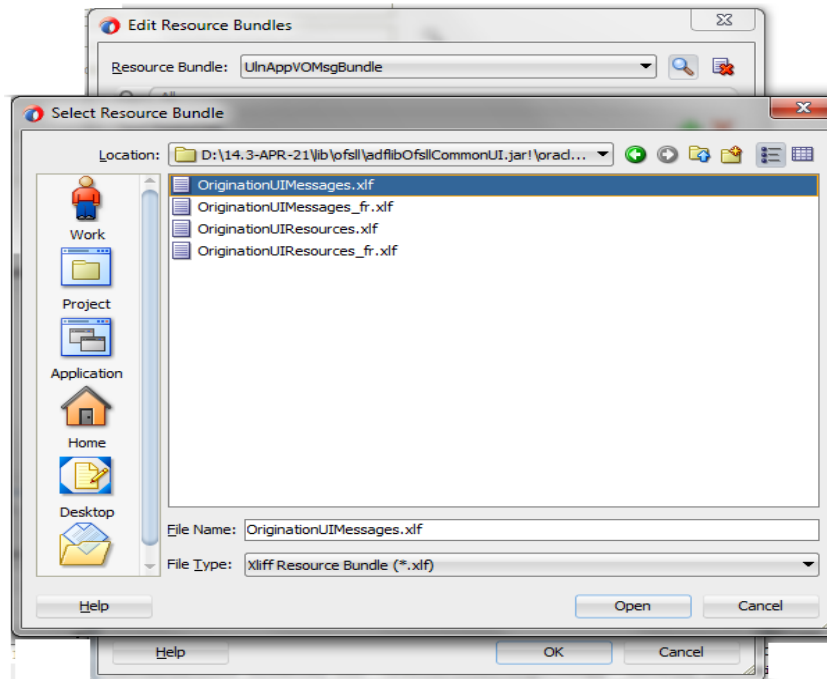 Edit Resource Bundles
Resource Bundle: UlnAppVOMsgBundle
Select Resource Bundle
Location: D:\14.3-APR-21\lib\ofsll\adflibOfsllCommonUI.jar!\oracl...
OriginationUIMessages.xlf
OriginationUIMessages_fr.xlf
OriginationUIResources.xlf
OriginationUIResources_fr.xlf
Work
Project
Application
Home
Desktop
File Name: OriginationUIMessages.xlf
File Type: Xliff Resource Bundle (*.xlf)
Help Open Cancel
Help OK Cancel